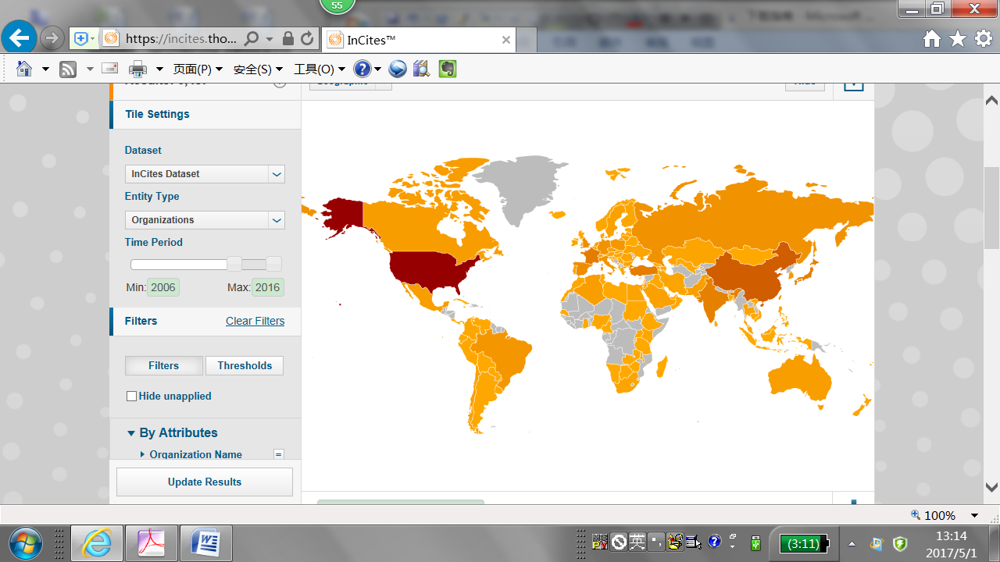 55
https://incites.tho...
InCites™
页面(P)
安全(S)
工具(O)
Tile Settings
Dataset
InCites Dataset
Entity Type
Organizations
Time Period
Min: 2006 Max: 2016
Filters Clear Filters
Filters Thresholds
Hide unapplied
By Attributes
Organization Name =
Update Results
100%
英
(3:11)
13:14
2017/5/1